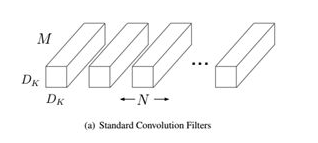 M
...
D_K
D_K
N
(a) Standard Convolution Filters